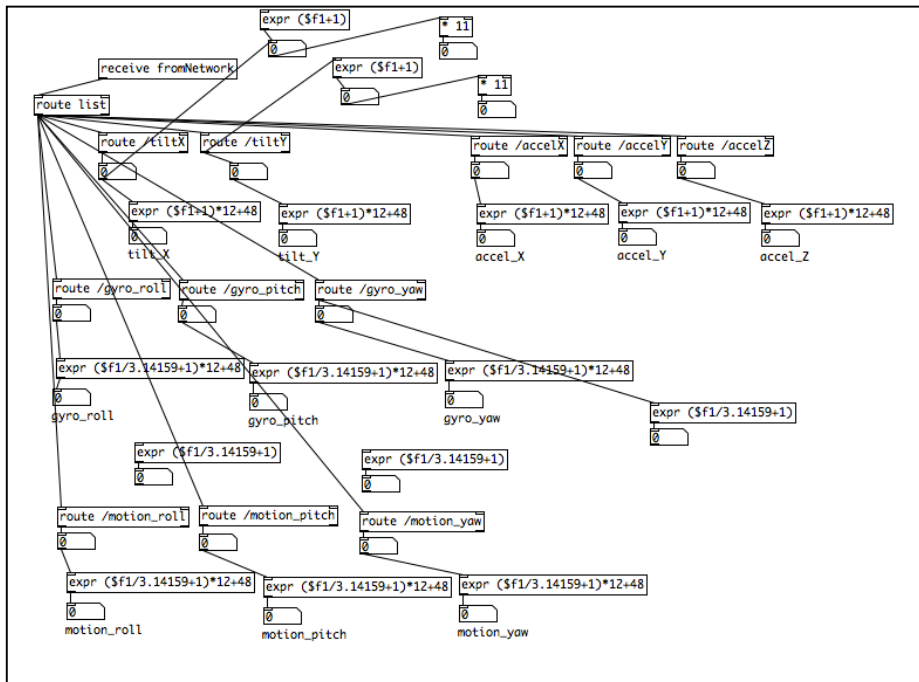 expr ($f1+1)
0
* 11
0
receive fromNetwork
expr ($f1+1)
0
* 11
0
route list
route /tiltX
route /tiltY
route /accelX
route /accelY
route /accelZ
0
0
0
0
0
expr ($f1+1)*12+48
expr ($f1+1)*12+48
expr ($f1+1)*12+48
expr ($f1+1)*12+48
expr ($f1+1)*12+48
0
0
0
0
0
tilt_X
tilt_Y
accel_X
accel_Y
accel_Z
route /gyro_roll
route /gyro_pitch
route /gyro_yaw
0
0
0
expr ($f1/3.14159+1)*12+48
expr ($f1/3.14159+1)*12+48
expr ($f1/3.14159+1)*12+48
0
0
0
gyro_roll
gyro_pitch
gyro_yaw
expr ($f1/3.14159+1)
0
expr ($f1/3.14159+1)
0
expr ($f1/3.14159+1)
0
route /motion_roll
route /motion_pitch
route /motion_yaw
0
0
0
expr ($f1/3.14159+1)*12+48
expr ($f1/3.14159+1)*12+48
expr ($f1/3.14159+1)*12+48
0
0
0
motion_roll
motion_pitch
motion_yaw